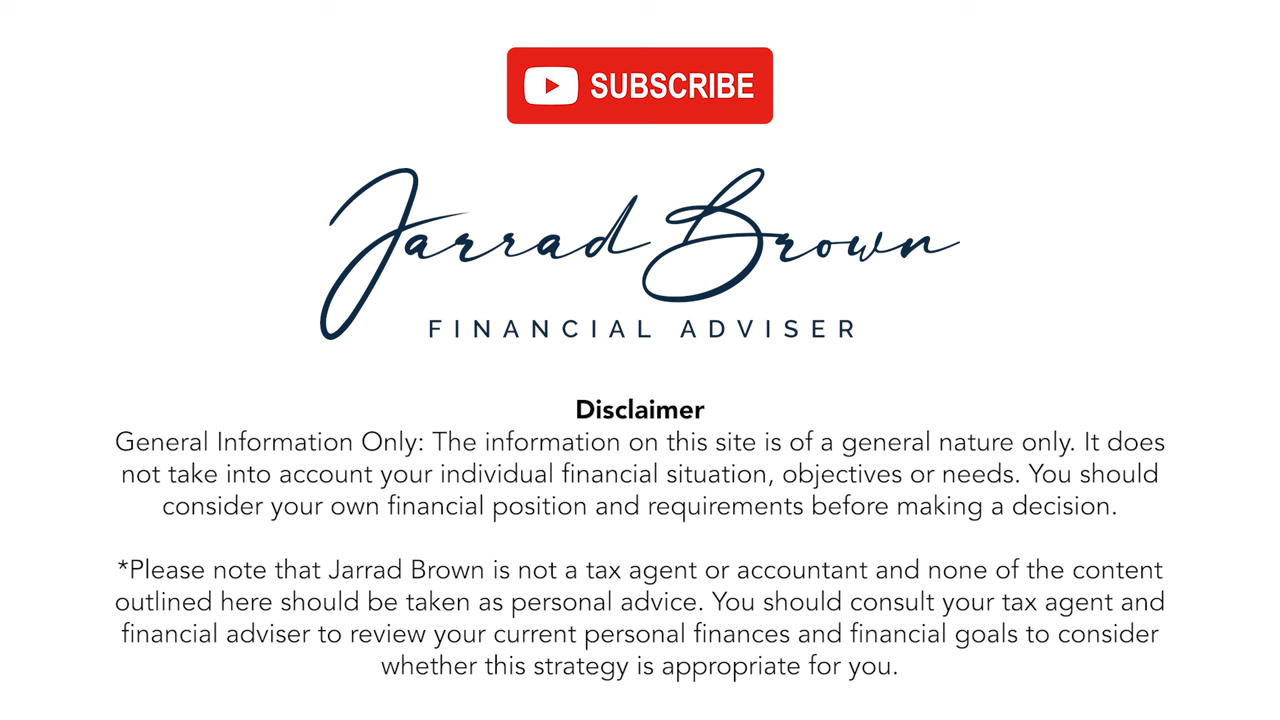 SUBSCRIBE
Jarrad Brown
FINANCIAL ADVISER
Disclaimer
General Information Only: The information on this site is of a general nature only. It does
not take into account your individual financial situation, objectives or needs. You should
consider your own financial position and requirements before making a decision.
*Please note that Jarrad Brown is not a tax agent or accountant and none of the content
outlined here should be taken as personal advice. You should consult your tax agent and
financial adviser to review your current personal finances and financial goals to consider
whether this strategy is appropriate for you.